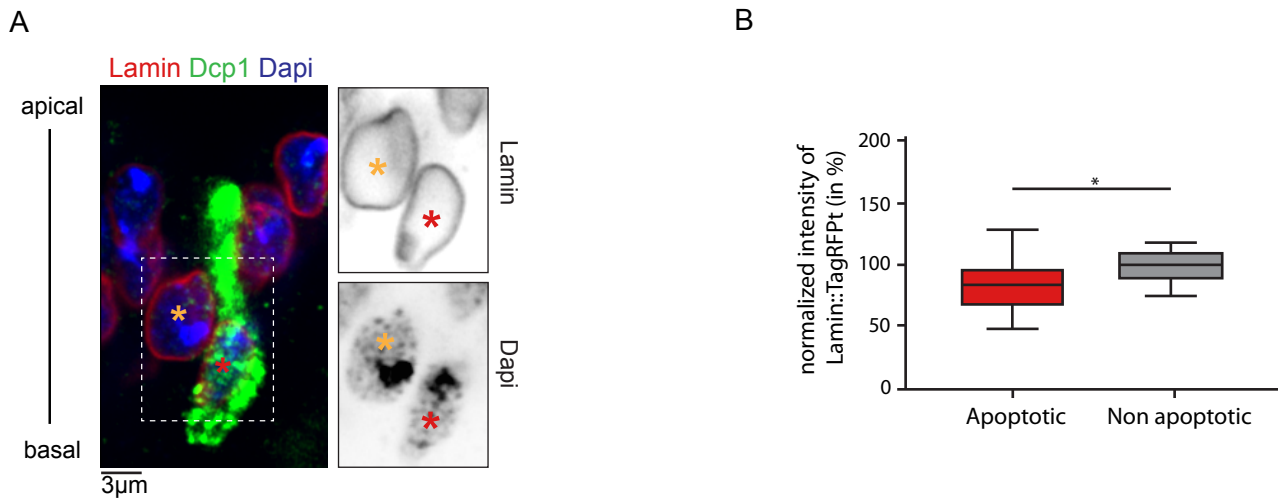 A
Lamin Dcp1 Dapi
apical
basal
3µm
*
*
Lamin
*
*
Dapi
*
*
B
normalized intensity of
Lamin::TagRFPt (in %)
200
150
100
50
0
*
Apoptotic
Non apoptotic